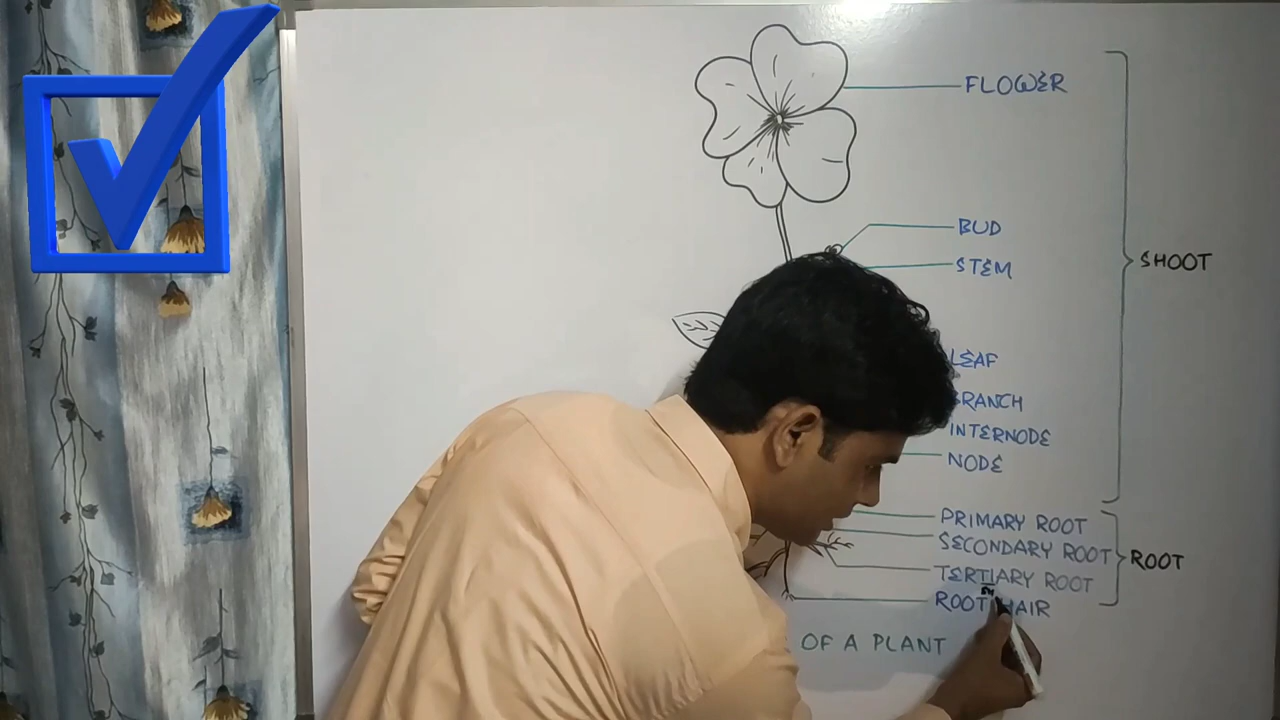 FLOWER
BUD
STEM
SHOOT
LEAF
BRANCH
INTERNODE
NODE
PRIMARY ROOT
SECONDARY ROOT
ROOT
TERTIARY ROOT
ROOT HAIR
OF A PLANT